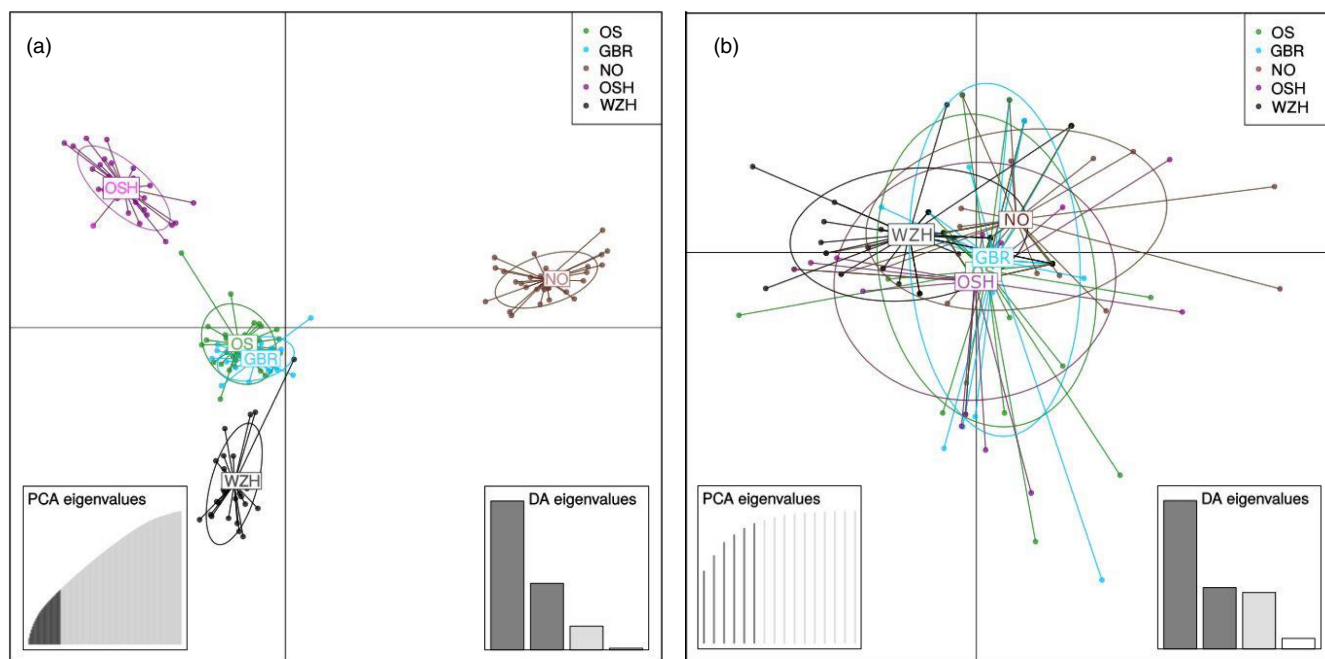 (a)
OS
GBR
NO
OSH
WZH
OSH
NO
OS
GBR
WZH
PCA eigenvalues
DA eigenvalues
(b)
OS
GBR
NO
OSH
WZH
NO
WZH
GBR
OS
OSH
PCA eigenvalues
DA eigenvalues